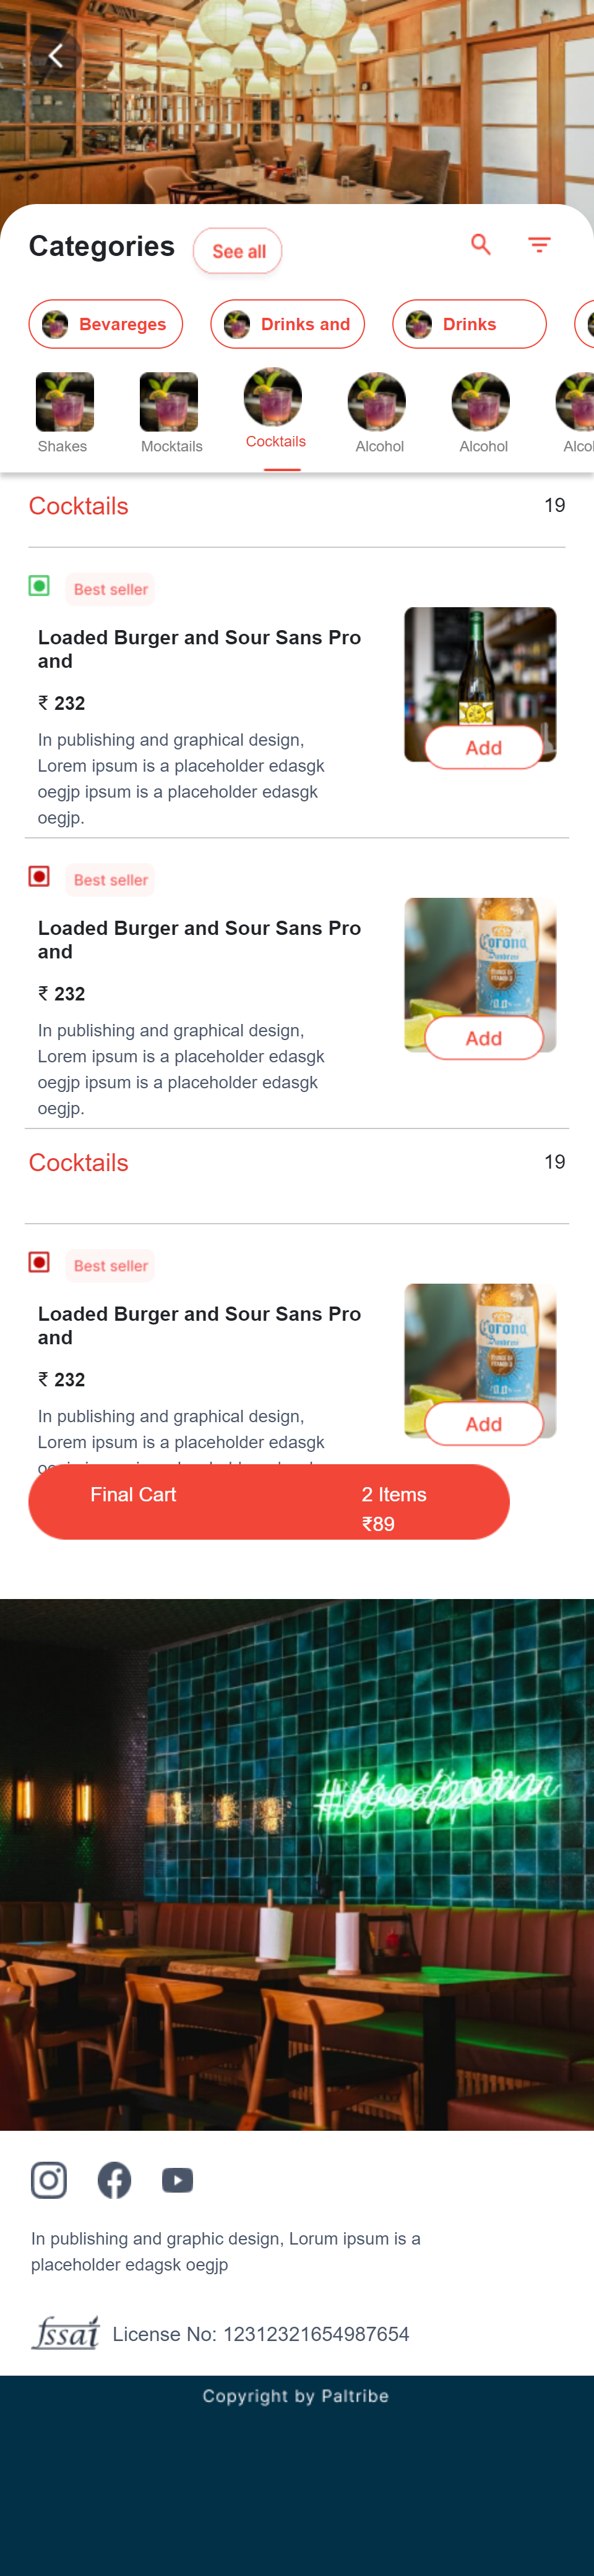 Categories
See all
Bevareges
Drinks and
Drinks
Shakes
Mocktails
Cocktails
Alcohol
Alcohol
Alcol
Cocktails
19
Best seller
Loaded Burger and Sour Sans Pro
and
₹ 232
In publishing and graphical design,
Lorem ipsum is a placeholder edasgk
oegjp ipsum is a placeholder edasgk
oegjp.
Add
Best seller
Loaded Burger and Sour Sans Pro
and
₹ 232
In publishing and graphical design,
Lorem ipsum is a placeholder edasgk
oegjp ipsum is a placeholder edasgk
oegjp.
Corona
Add
Cocktails
19
Best seller
Loaded Burger and Sour Sans Pro
and
₹ 232
In publishing and graphical design,
Lorem ipsum is a placeholder edasgk
Corona
Add
Final Cart
2 Items
₹89
#foodporn
In publishing and graphic design, Lorum ipsum is a
placeholder edagsk oegjp
fssai
License No: 12312321654987654
Copyright by Paltribe